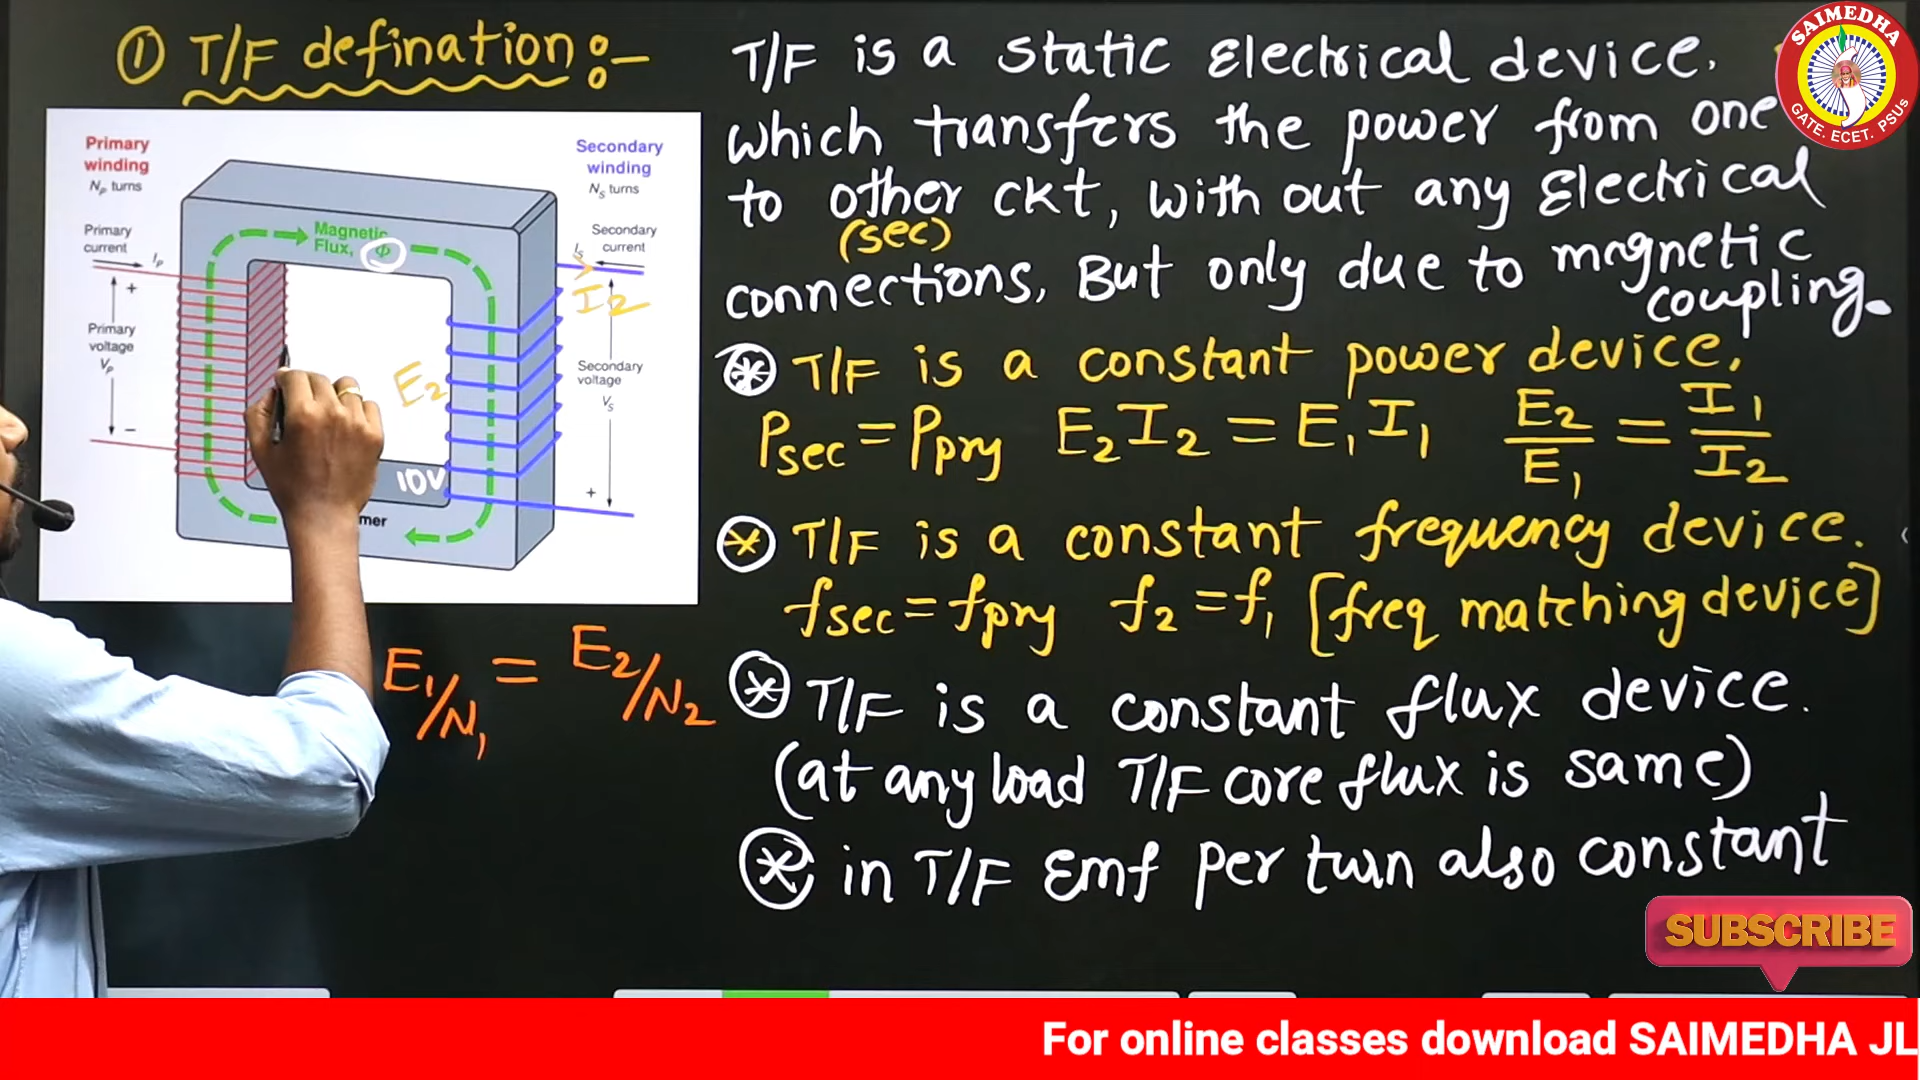 ① T/F defination :-
T/F is a static Electrical device.
which transfers the power from one
to other ckt, with out any Electrical
(sec)
connections, But only due to magnetic
coupling.
T/F is a constant power device,
Psec = Ppry E2 I2 = E1 I1 E2/E1 = I1/I2
T/F is a constant frequency device.
fsec = fpry f2 = f1 [freq matching device]
T/F is a constant flux device.
(at any load T/F core flux is same)
in T/F Emf per turn also constant
Primary
winding
NP turns
Primary
current
IP
+
Primary
voltage
VP
−
Magnetic
Flux, Φ
Secondary
winding
NS turns
Secondary
current
IS
I2
E2
Secondary
voltage
VS
+
10V
mer
E1/N1 = E2/N2
SAIMEDHA
GATE. ECET. PSUs
SUBSCRIBE
For online classes download SAIMEDHA JL